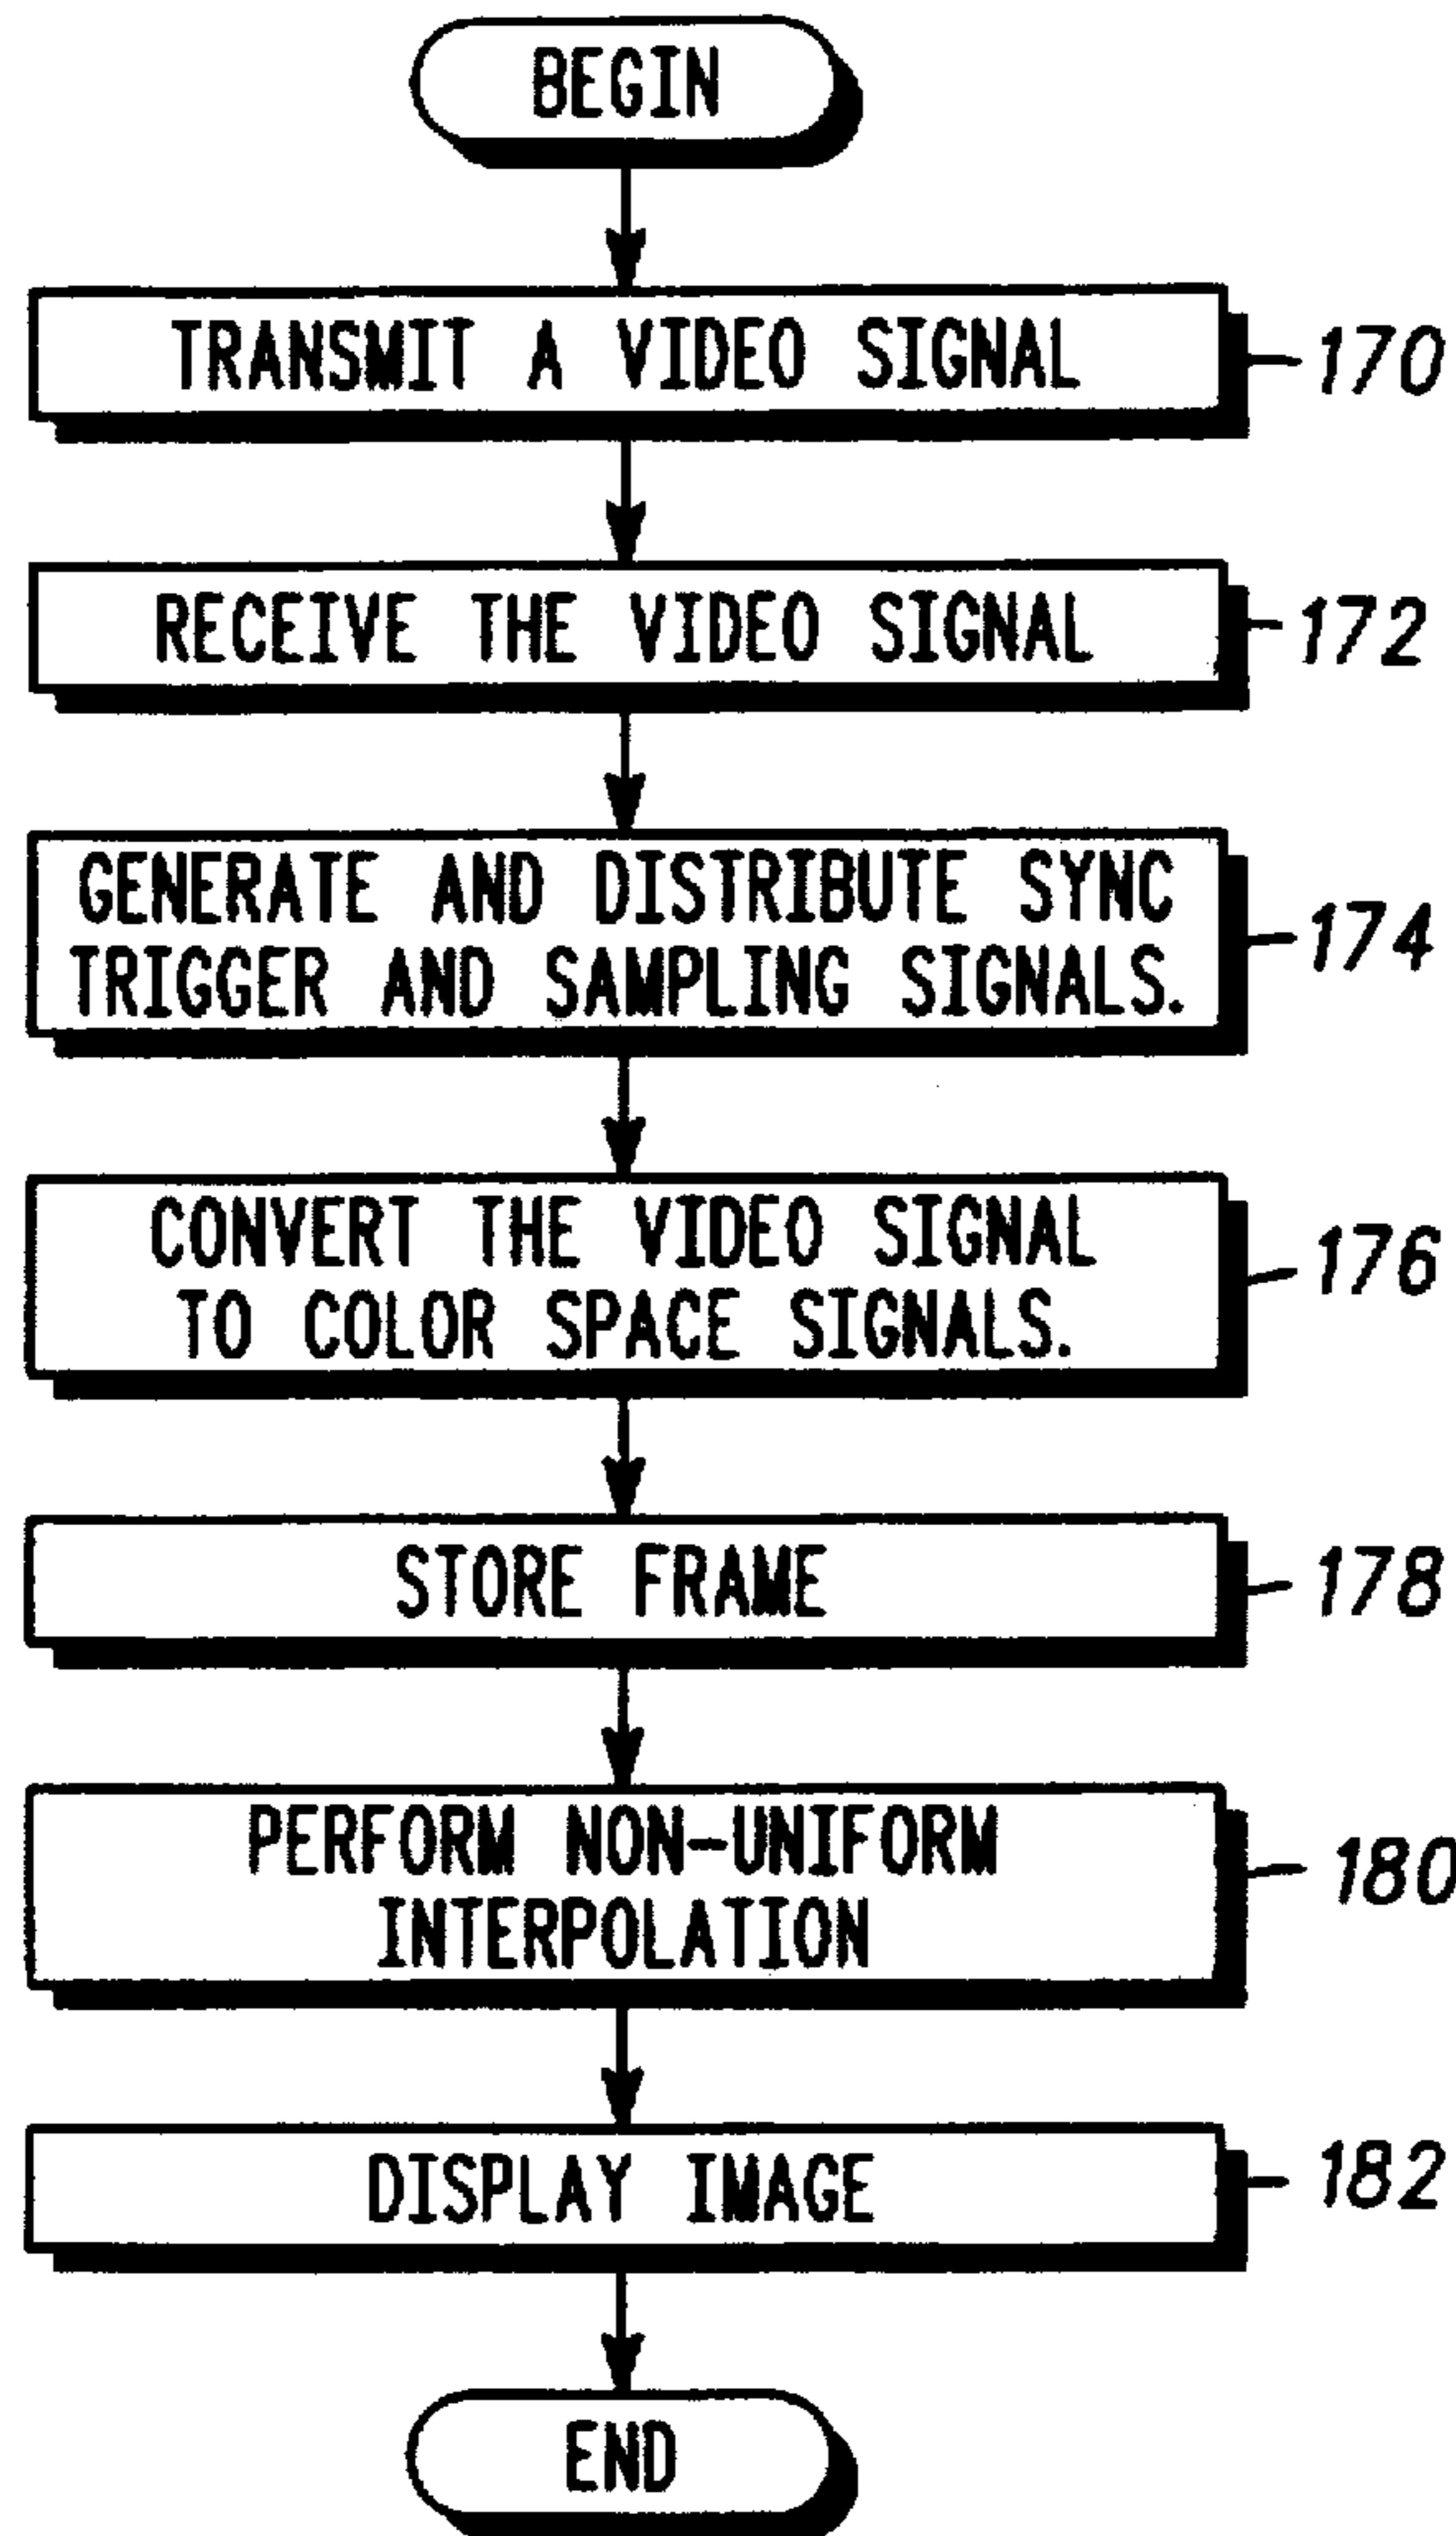 BEGIN
TRANSMIT A VIDEO SIGNAL
170
RECEIVE THE VIDEO SIGNAL
172
GENERATE AND DISTRIBUTE SYNC
TRIGGER AND SAMPLING SIGNALS.
174
CONVERT THE VIDEO SIGNAL
TO COLOR SPACE SIGNALS.
176
STORE FRAME
178
PERFORM NON-UNIFORM
INTERPOLATION
180
DISPLAY IMAGE
182
END